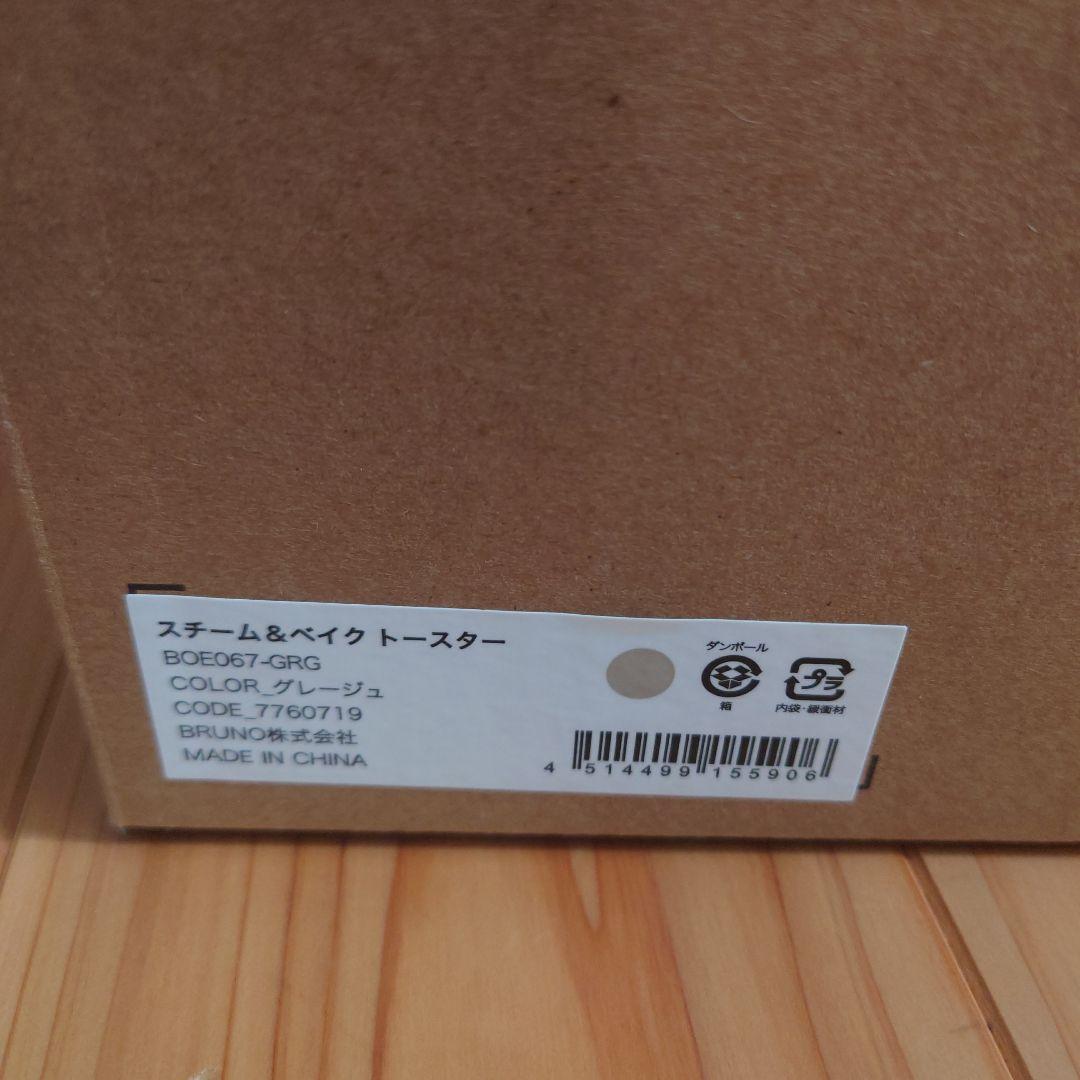 スチーム&ベイク トースター
BOE067-GRG
COLOR_グレージュ
CODE_7760719
BRUNO株式会社
MADE IN CHINA
ダンボール
箱
プラ
内袋・緩衝材
4 514499 155906